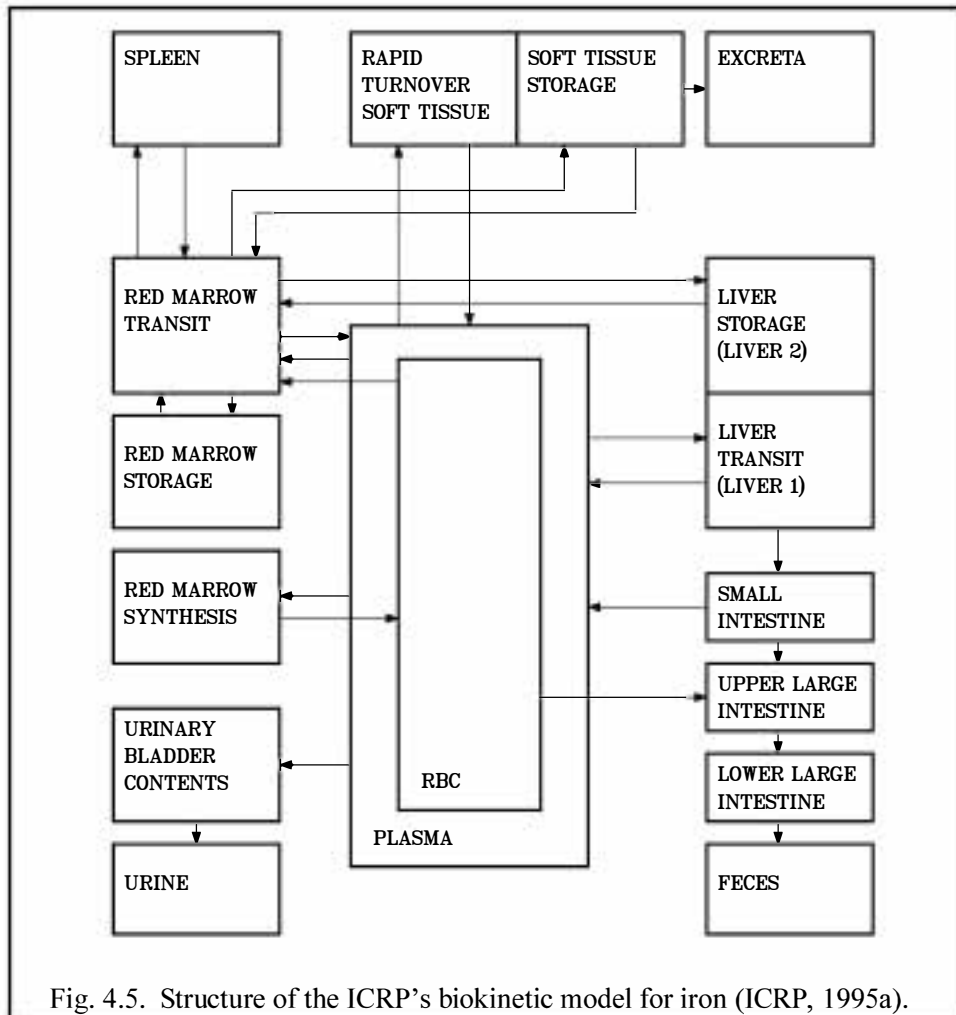 SPLEEN
RAPID
TURNOVER
SOFT TISSUE
SOFT TISSUE
STORAGE
EXCRETA
RED MARROW
TRANSIT
LIVER
STORAGE
(LIVER 2)
RED MARROW
STORAGE
LIVER
TRANSIT
(LIVER 1)
RED MARROW
SYNTHESIS
SMALL
INTESTINE
UPPER LARGE
INTESTINE
URINARY
BLADDER
CONTENTS
RBC
LOWER LARGE
INTESTINE
PLASMA
URINE
FECES
Fig. 4.5. Structure of the ICRP's biokinetic model for iron (ICRP, 1995a).